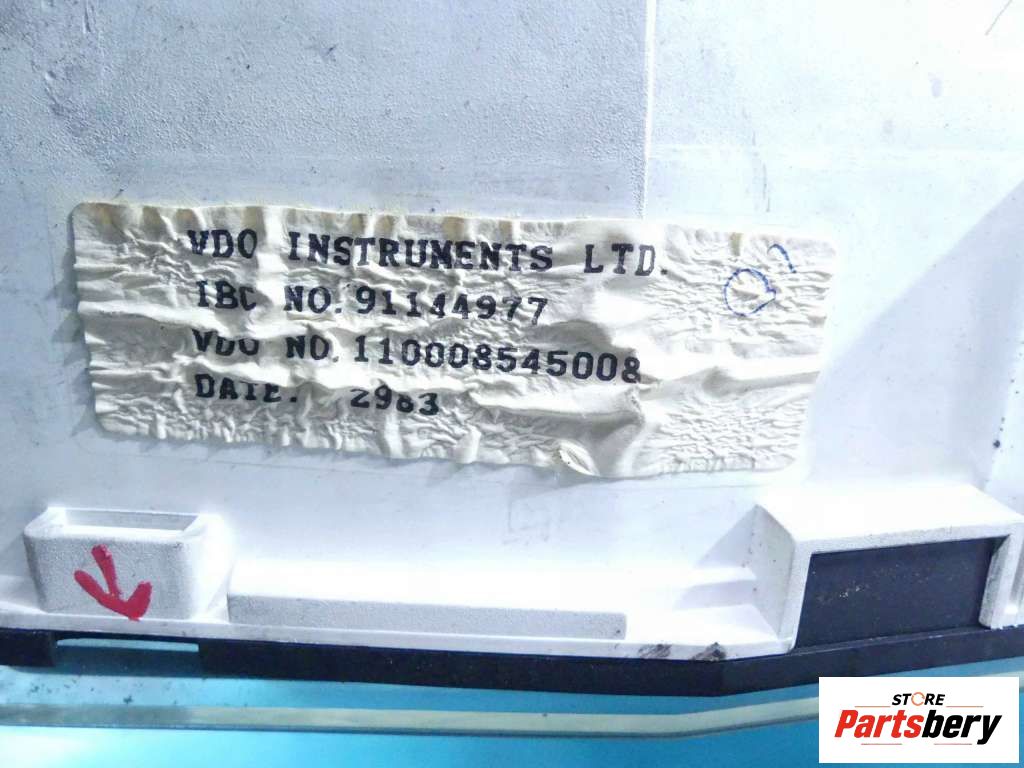 VDO INSTRUMENTS LTD.
IBC NO. 91144977
VDO NO. 110008545008
DATE. 2983
STORE
Partsbery